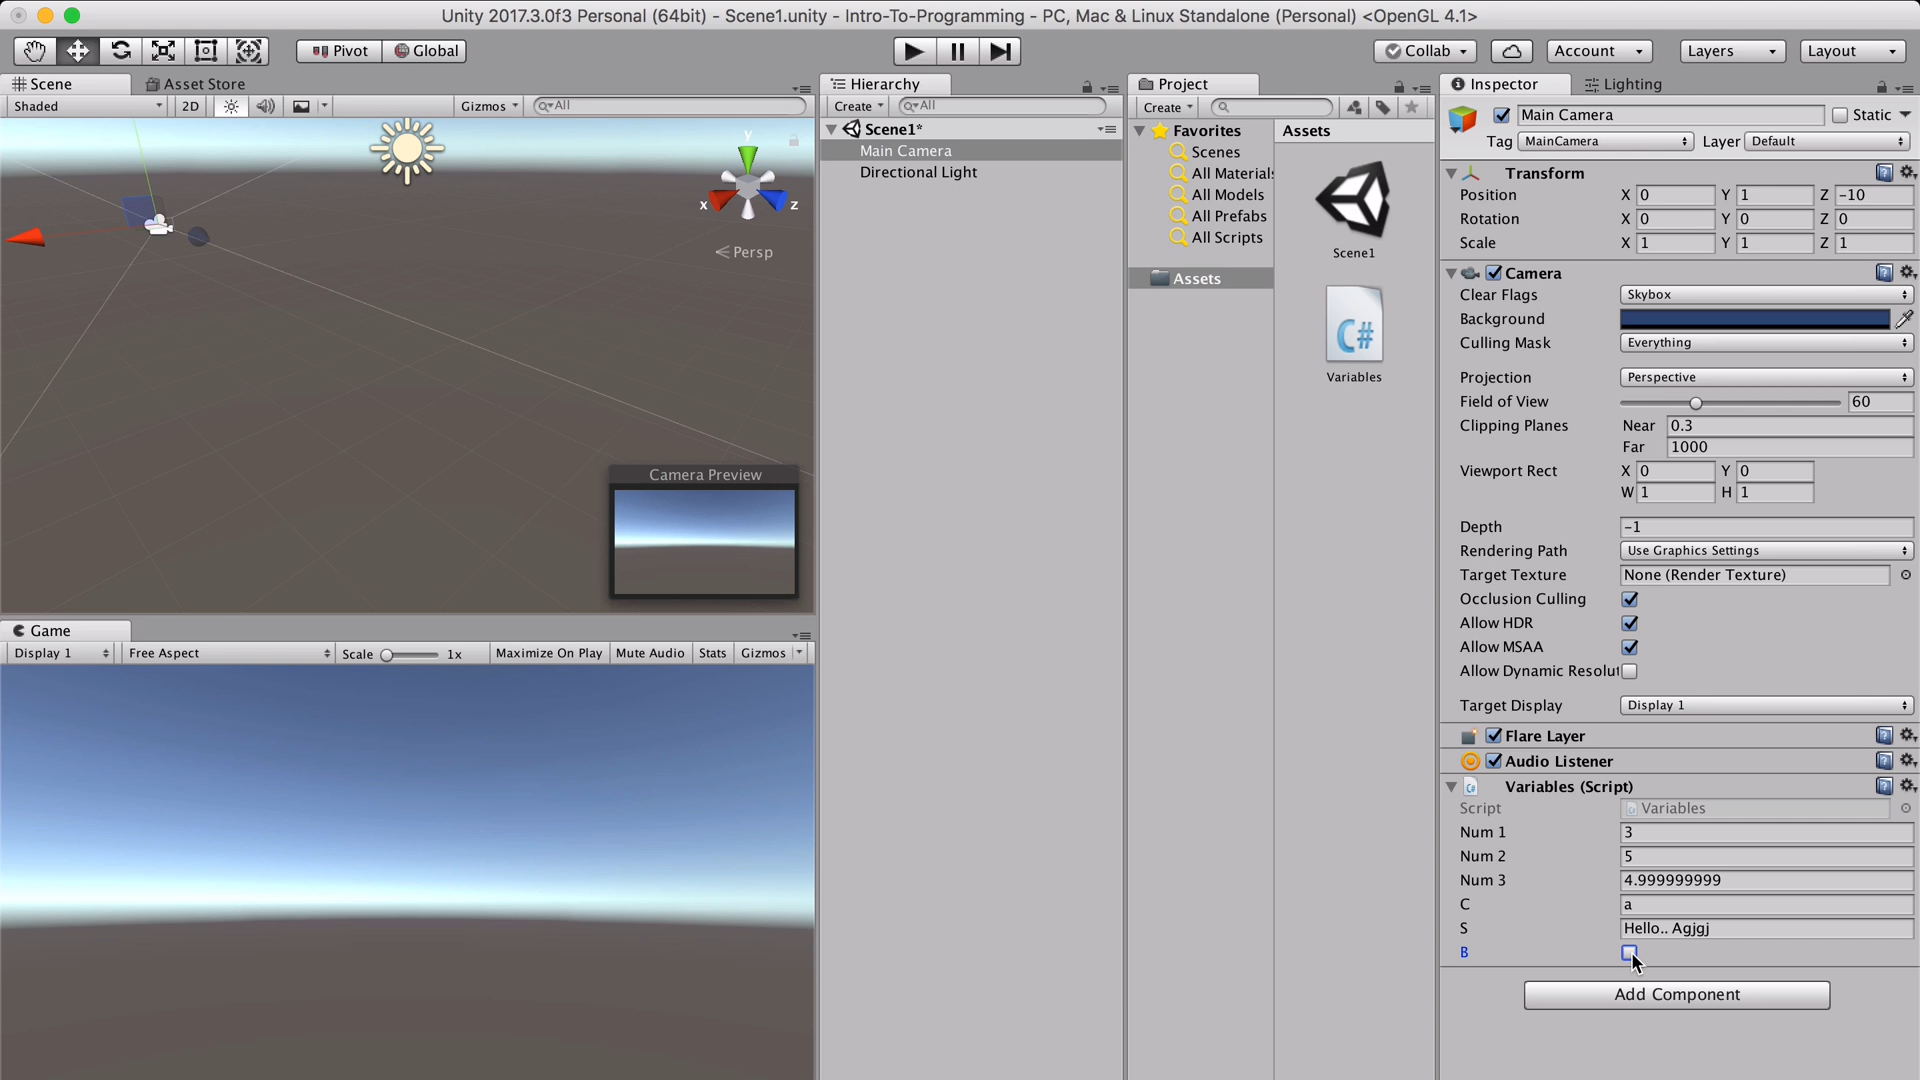 Unity 2017.3.0f3 Personal (64bit) - Scene1.unity - Intro-To-Programming - PC, Mac & Linux Standalone (Personal) <OpenGL 4.1>
Pivot Global Collab Account Layers Layout
Scene Asset Store
Shaded 2D Gizmos All
y
x z
Persp
Camera Preview
Game
Display 1 Free Aspect Scale 1x Maximize On Play Mute Audio Stats Gizmos
Hierarchy
Create All
Scene1*
Main Camera
Directional Light
Project
Create
Favorites
Scenes
All Materials
All Models
All Prefabs
All Scripts
Assets
Assets
Scene1
C#
Variables
Inspector Lighting
Main Camera Static
Tag MainCamera Layer Default
Transform
Position X 0 Y 1 Z -10
Rotation X 0 Y 0 Z 0
Scale X 1 Y 1 Z 1
Camera
Clear Flags Skybox
Background
Culling Mask Everything
Projection Perspective
Field of View 60
Clipping Planes Near 0.3
Far 1000
Viewport Rect X 0 Y 0
W 1 H 1
Depth -1
Rendering Path Use Graphics Settings
Target Texture None (Render Texture)
Occlusion Culling
Allow HDR
Allow MSAA
Allow Dynamic Resolut
Target Display Display 1
Flare Layer
Audio Listener
Variables (Script)
Script Variables
Num 1 3
Num 2 5
Num 3 4.999999999
C a
S Hello.. Agjgj
B
Add Component